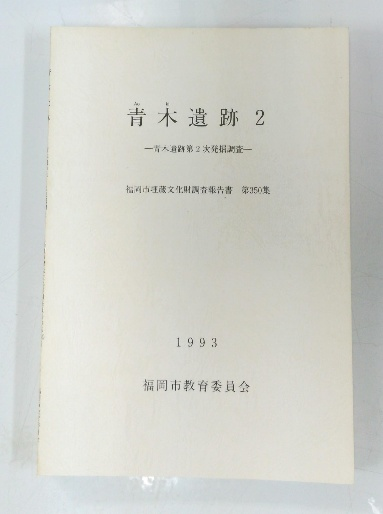 青木遺跡 2
―青木遺跡第2次発掘調査―
福岡市埋蔵文化財調査報告書 第350集
1993
福岡市教育委員会